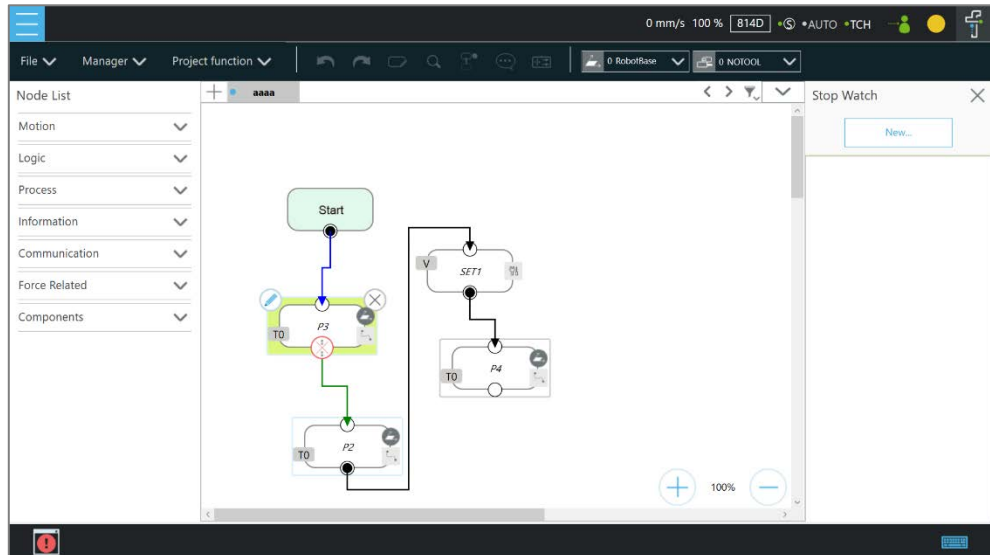 0 mm/s 100 % 814D Ⓢ AUTO TCH
File Manager Project function 0 RobotBase 0 NOTOOL
Node List
Motion
Logic
Process
Information
Communication
Force Related
Components
aaaa
Start
P3
T0
P2
T0
V
SET1
P4
T0
100%
Stop Watch
New...